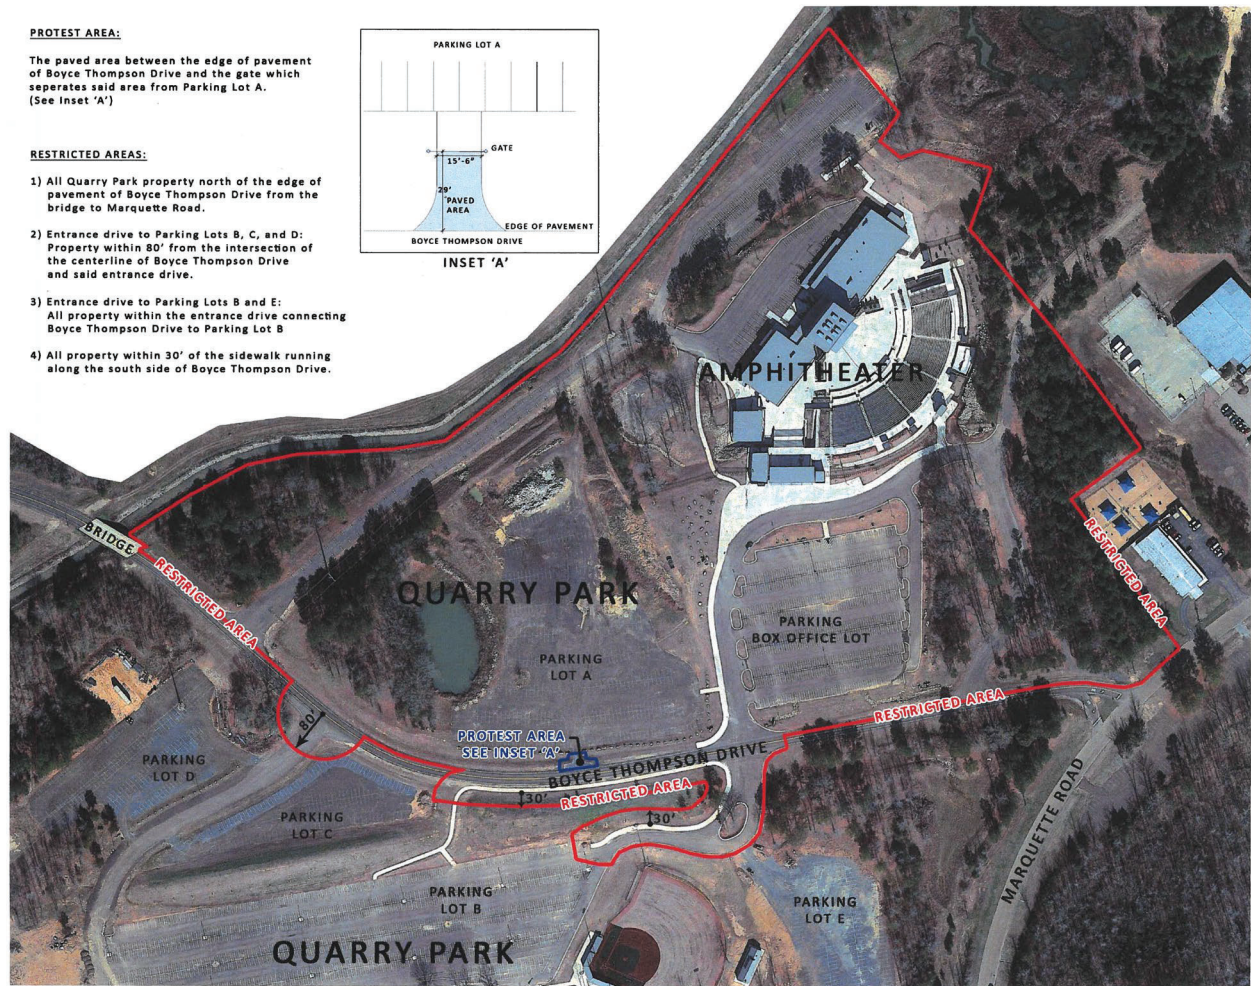 PROTEST AREA:
The paved area between the edge of pavement
of Boyce Thompson Drive and the gate which
seperates said area from Parking Lot A.
(See Inset 'A')
RESTRICTED AREAS:
1) All Quarry Park property north of the edge of
pavement of Boyce Thompson Drive from the
bridge to Marquette Road.
2) Entrance drive to Parking Lots B, C, and D:
Property within 80' from the intersection of
the centerline of Boyce Thompson Drive
and said entrance drive.
3) Entrance drive to Parking Lots B and E:
All property within the entrance drive connecting
Boyce Thompson Drive to Parking Lot B
4) All property within 30' of the sidewalk running
along the south side of Boyce Thompson Drive.
PARKING LOT A
GATE
15'-6"
29'
PAVED
AREA
EDGE OF PAVEMENT
BOYCE THOMPSON DRIVE
INSET 'A'
AMPHITHEATER
BRIDGE
RESTRICTED AREA
RESTRICTED AREA
QUARRY PARK
PARKING
BOX OFFICE LOT
PARKING
LOT A
RESTRICTED AREA
80'
PROTEST AREA
SEE INSET 'A'
BOYCE THOMPSON DRIVE
PARKING
LOT D
RESTRICTED AREA
30'
30'
PARKING
LOT C
MARQUETTE ROAD
PARKING
LOT B
PARKING
LOT E
QUARRY PARK